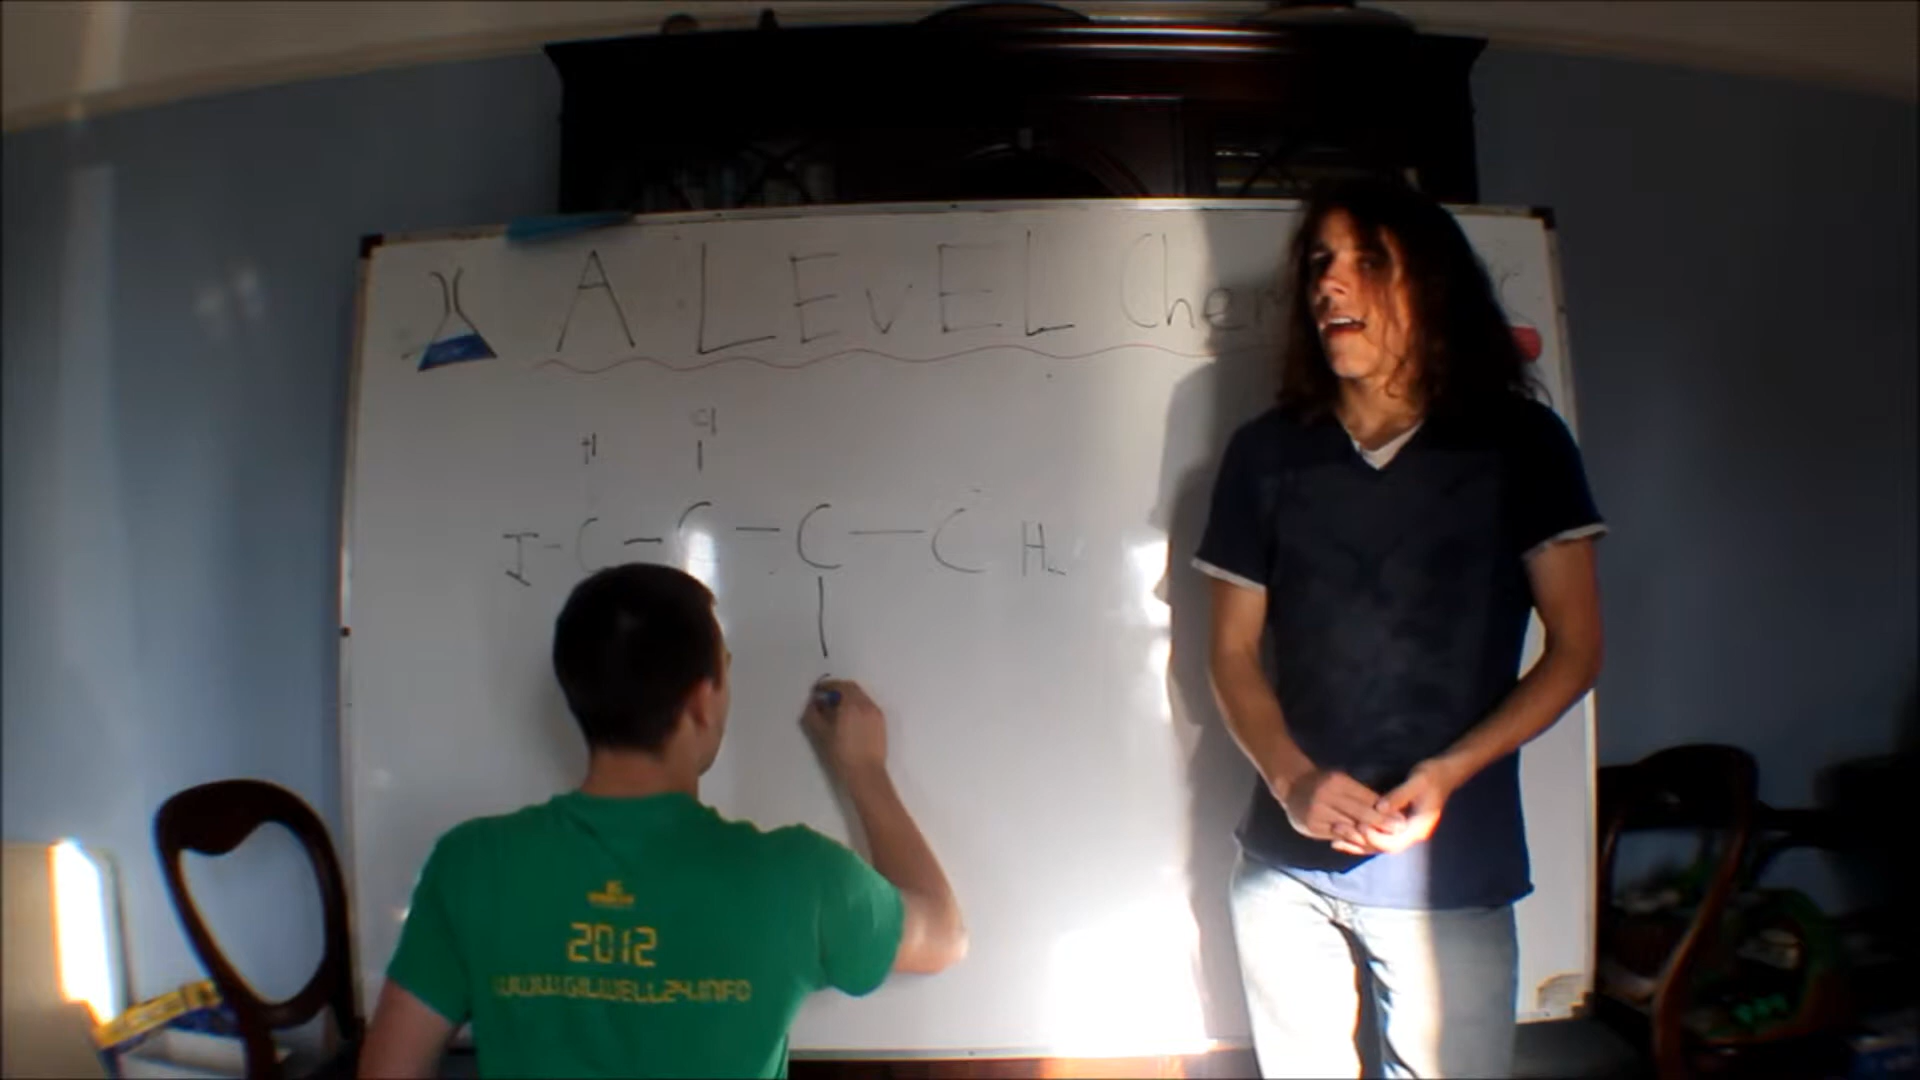 A LEVEL Chem
H
Cl
I - C - C - C - C H
2012
WWW.GILWELL24.INFO